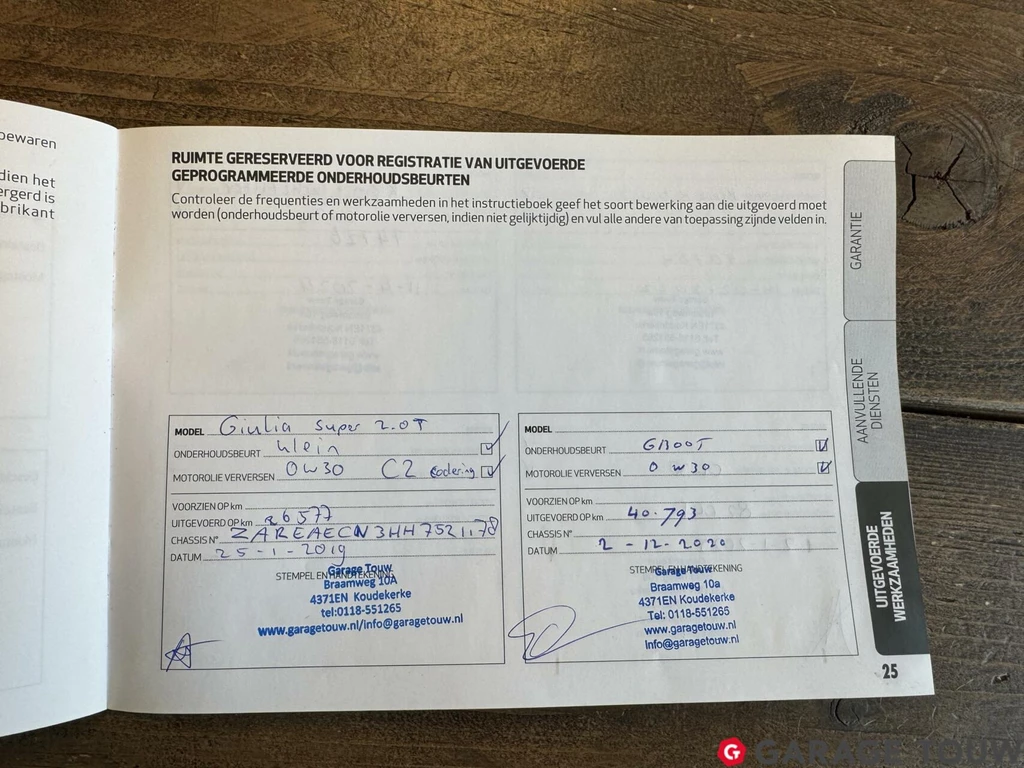 bewaren
dien het
ergerd is
brikant
RUIMTE GERESERVEERD VOOR REGISTRATIE VAN UITGEVOERDE
GEPROGRAMMEERDE ONDERHOUDSBEURTEN
Controleer de frequenties en werkzaamheden in het instructieboek geef het soort bewerking aan die uitgevoerd moet
worden (onderhoudsbeurt of motorolie verversen, indien niet gelijktijdig) en vul alle andere van toepassing zijnde velden in.
GARANTIE
AANVULLENDE
DIENSTEN
UITGEVOERDE
WERKZAAMHEDEN
MODEL Giulia Super 2.0T
ONDERHOUDSBEURT klein
MOTOROLIE VERVERSEN 0W30 C2 codering
VOORZIEN OP km
UITGEVOERD OP km 26577
CHASSIS N° ZAREAECN3HH752178
DATUM 25-1-2019
STEMPEL EN HANDTEKENING
Garage Touw
Braamweg 10A
4371EN Koudekerke
tel:0118-551265
www.garagetouw.nl/info@garagetouw.nl
MODEL
ONDERHOUDSBEURT GROOT
MOTOROLIE VERVERSEN 0W30
VOORZIEN OP km
UITGEVOERD OP km 40.793
CHASSIS N°
DATUM 2-12-2020
STEMPEL EN HANDTEKENING
Garage Touw
Braamweg 10a
4371EN Koudekerke
Tel: 0118-551265
www.garagetouw.nl
Info@garagetouw.nl
25
G GARAGE TOUW